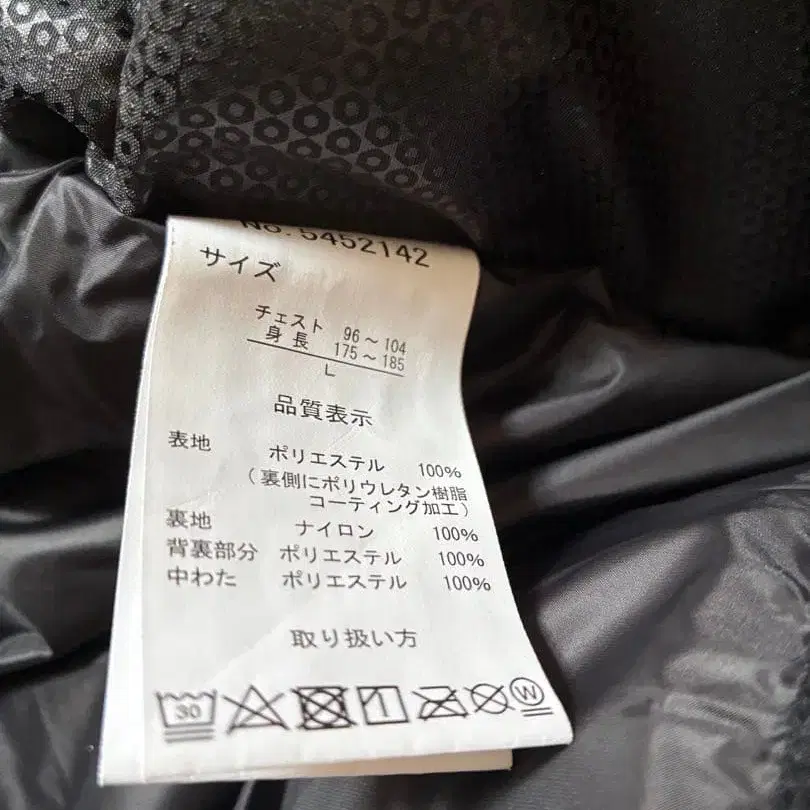 No. 5452142
サイズ
チェスト 96～104
身長 175～185
L
品質表示
表地 ポリエステル 100%
(裏側にポリウレタン樹脂
コーティング加工)
裏地 ナイロン 100%
背裏部分 ポリエステル 100%
中わた ポリエステル 100%
取り扱い方
30 W